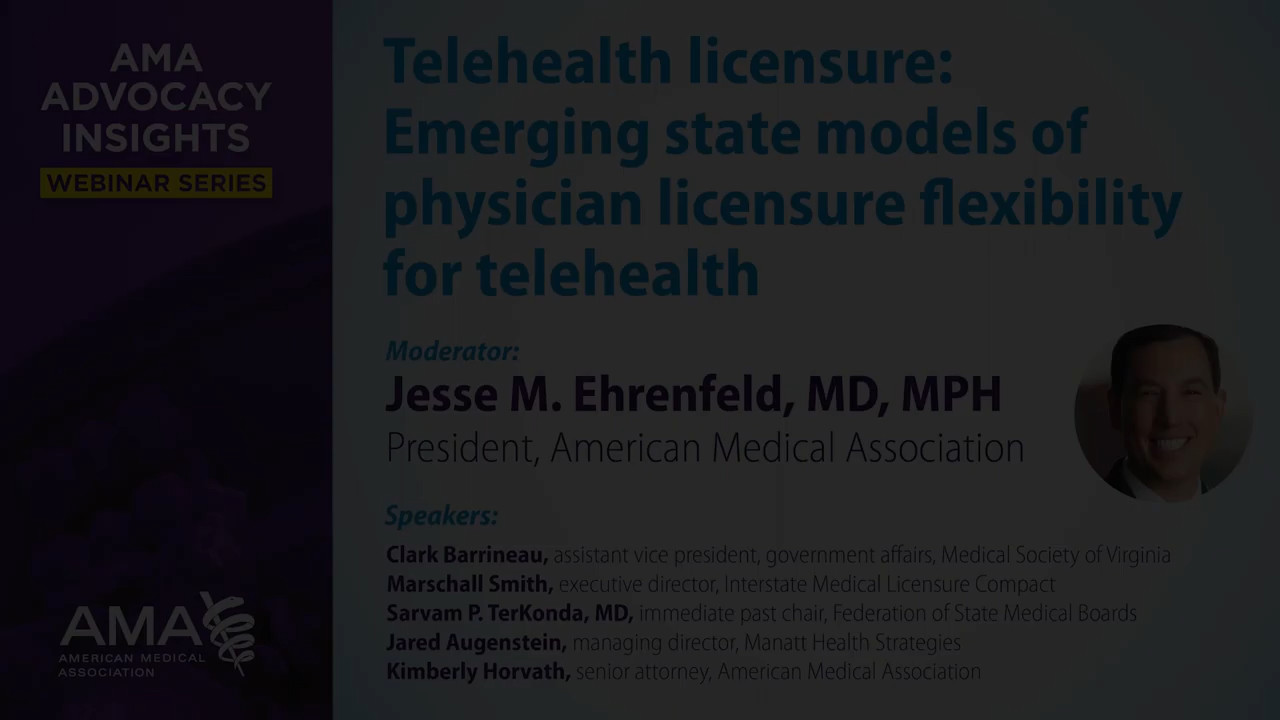 AMA
ADVOCACY
INSIGHTS
WEBINAR SERIES
Telehealth licensure:
Emerging state models of
physician licensure flexibility
for telehealth
Moderator:
Jesse M. Ehrenfeld, MD, MPH
President, American Medical Association
Speakers:
Clark Barrineau, assistant vice president, government affairs, Medical Society of Virginia
Marschall Smith, executive director, Interstate Medical Licensure Compact
Sarvam P. TerKonda, MD, immediate past chair, Federation of State Medical Boards
Jared Augenstein, managing director, Manatt Health Strategies
Kimberly Horvath, senior attorney, American Medical Association
AMA
AMERICAN MEDICAL
ASSOCIATION